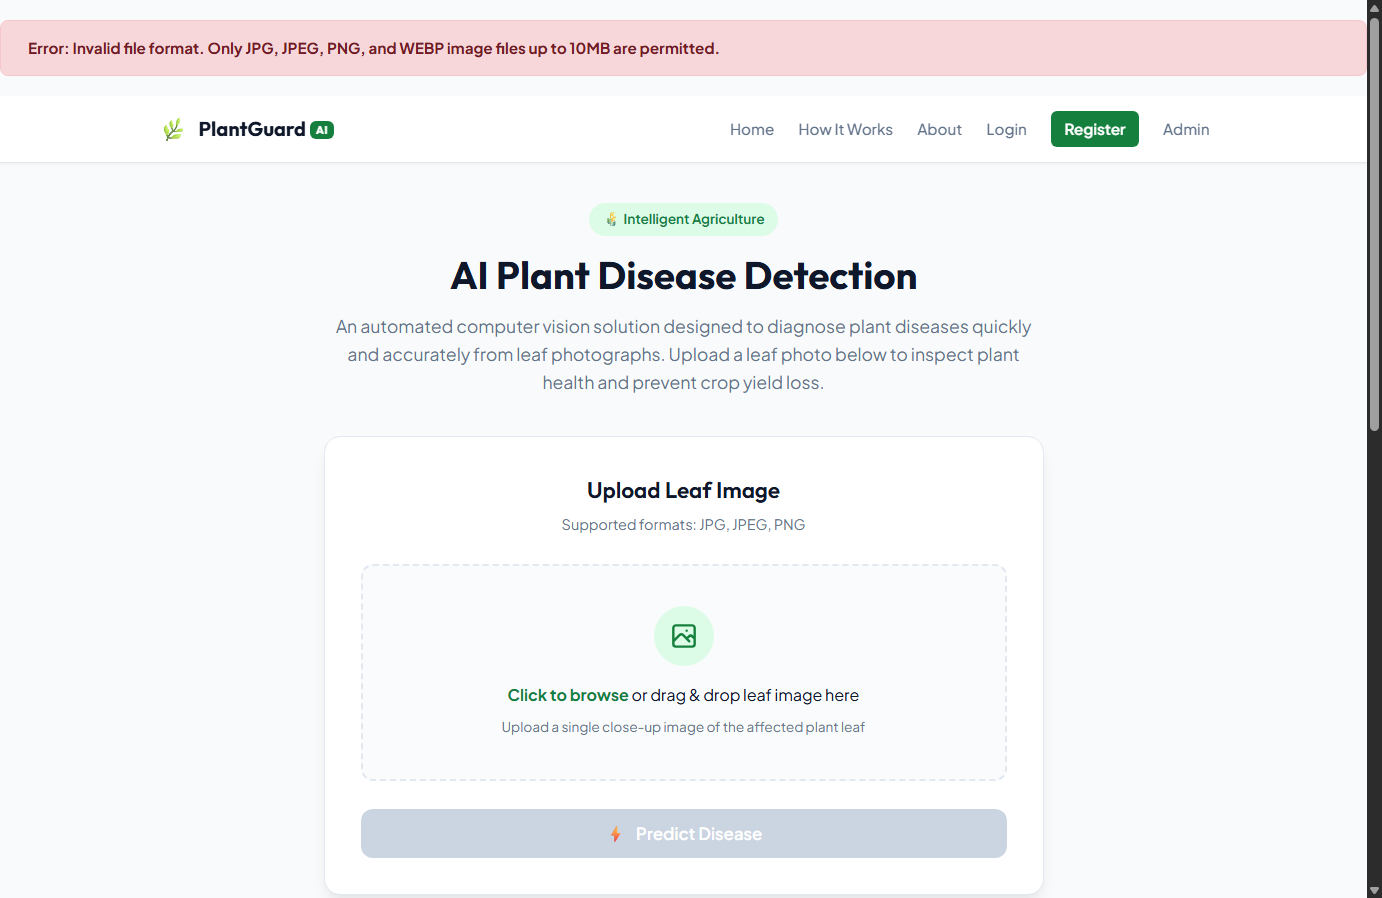 Error: Invalid file format. Only JPG, JPEG, PNG, and WEBP image files up to 10MB are permitted.
PlantGuard AI
Home How It Works About Login Register Admin
Intelligent Agriculture
AI Plant Disease Detection
An automated computer vision solution designed to diagnose plant diseases quickly
and accurately from leaf photographs. Upload a leaf photo below to inspect plant
health and prevent crop yield loss.
Upload Leaf Image
Supported formats: JPG, JPEG, PNG
Click to browse or drag & drop leaf image here
Upload a single close-up image of the affected plant leaf
Predict Disease